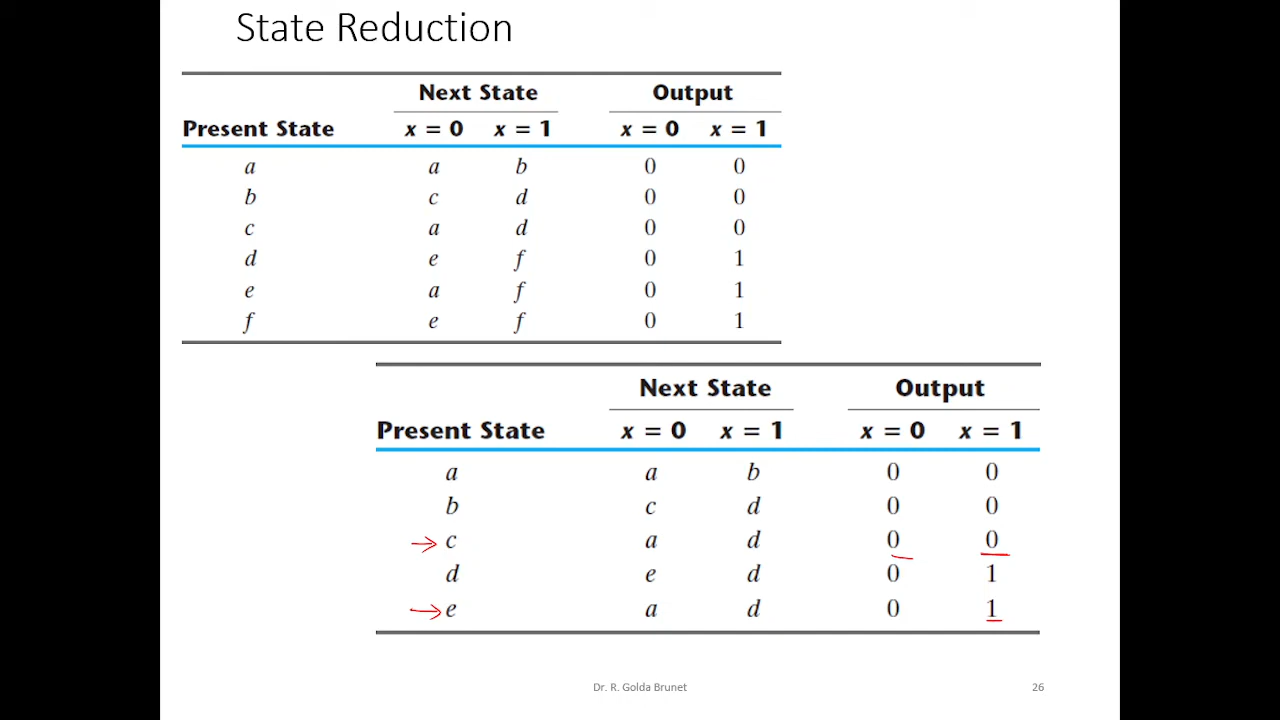 State Reduction
Next State Output
Present State x = 0 x = 1 x = 0 x = 1
a a b 0 0
b c d 0 0
c a d 0 0
d e f 0 1
e a f 0 1
f e f 0 1
Next State Output
Present State x = 0 x = 1 x = 0 x = 1
a a b 0 0
b c d 0 0
c a d 0 0
d e d 0 1
e a d 0 1
Dr. R. Golda Brunet 26